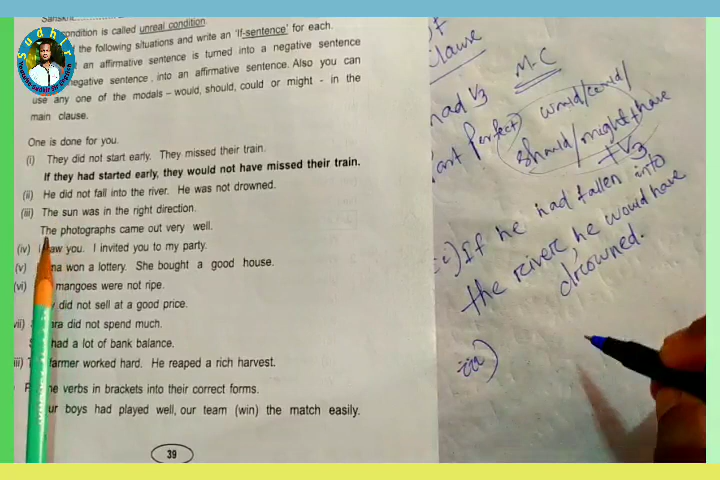 Sanskrit
condition is called unreal condition.
the following situations and write an 'If-sentence' for each.
an affirmative sentence is turned into a negative sentence
negative sentence into an affirmative sentence. Also you can
use any one of the modals – would, should, could or might - in the
main clause.
One is done for you.
(i) They did not start early. They missed their train.
If they had started early, they would not have missed their train.
(ii) He did not fall into the river. He was not drowned.
(iii) The sun was in the right direction.
The photographs came out very well.
(iv) I saw you. I invited you to my party.
(v) won a lottery. She bought a good house.
(vi) mangoes were not ripe.
did not sell at a good price.
did not spend much.
had a lot of bank balance.
farmer worked hard. He reaped a rich harvest.
verbs in brackets into their correct forms.
boys had played well, our team (win) the match easily.
39
Sudhir
If
clause
M.C
had V3
Past Perfect)
would/could/
should/might+have
+V3
If he had fallen into
the rivere, he would have
drowned.
iii)